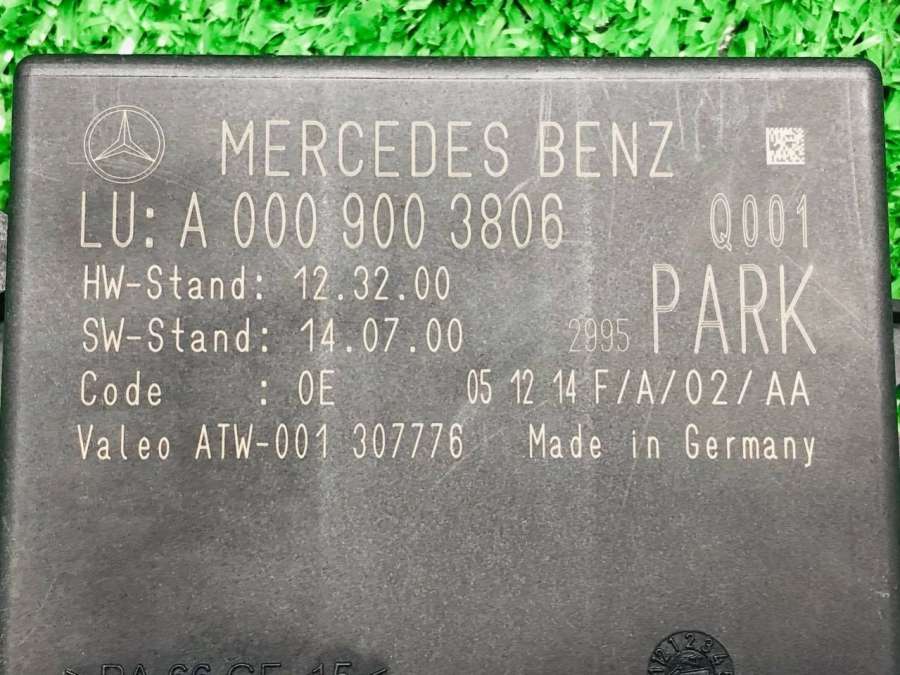 MERCEDES BENZ
LU: A 000 900 3806 Q001
HW-Stand: 12.32.00
SW-Stand: 14.07.00 2995 PARK
Code : 0E 05 12 14 F/A/02/AA
Valeo ATW-001 307776 Made in Germany